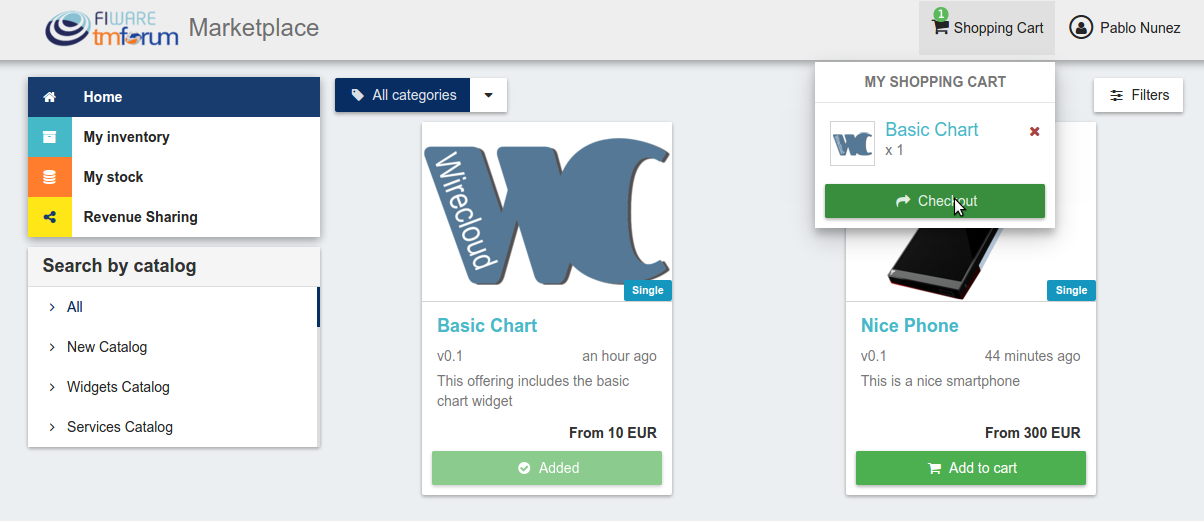 FIWARE
tmforum
Marketplace
1
Shopping Cart
Pablo Nunez
Home
My inventory
My stock
Revenue Sharing
Search by catalog
All
New Catalog
Widgets Catalog
Services Catalog
All categories
Filters
MY SHOPPING CART
Basic Chart
x 1
Checkout
WC
Wirecloud
Single
Basic Chart
v0.1 an hour ago
This offering includes the basic
chart widget
From 10 EUR
Added
Single
Nice Phone
v0.1 44 minutes ago
This is a nice smartphone
From 300 EUR
Add to cart